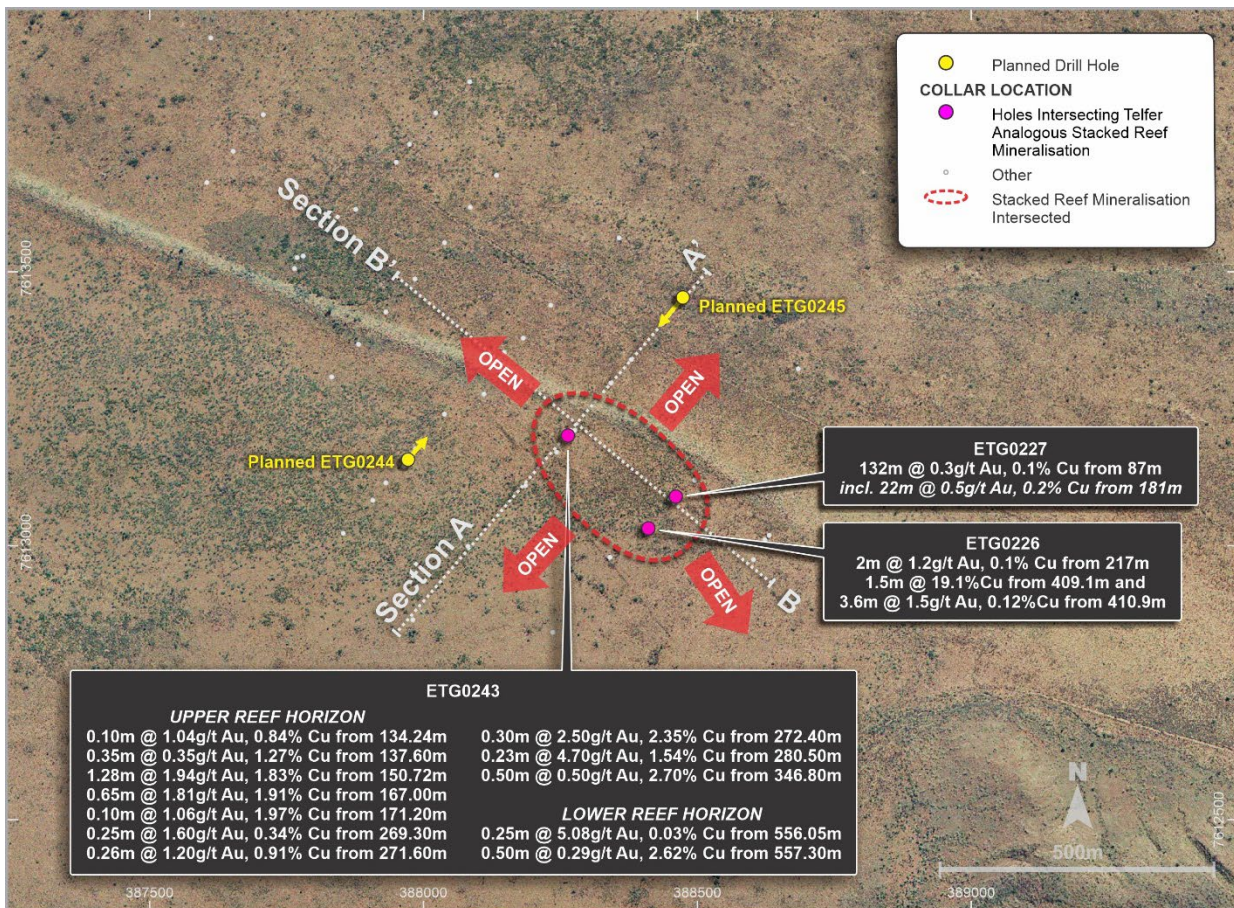 Planned Drill Hole
COLLAR LOCATION
Holes Intersecting Telfer
Analogous Stacked Reef
Mineralisation
Other
Stacked Reef Mineralisation
Intersected
Section B'
A'
7613500
7613500
Planned ETG0245
OPEN
OPEN
Planned ETG0244
ETG0227
132m @ 0.3g/t Au, 0.1% Cu from 87m
incl. 22m @ 0.5g/t Au, 0.2% Cu from 181m
7613000
Section A
OPEN
OPEN
B
ETG0226
2m @ 1.2g/t Au, 0.1% Cu from 217m
1.5m @ 19.1%Cu from 409.1m and
3.6m @ 1.5g/t Au, 0.12%Cu from 410.9m
ETG0243
UPPER REEF HORIZON
0.10m @ 1.04g/t Au, 0.84% Cu from 134.24m
0.35m @ 0.35g/t Au, 1.27% Cu from 137.60m
1.28m @ 1.94g/t Au, 1.83% Cu from 150.72m
0.65m @ 1.81g/t Au, 1.91% Cu from 167.00m
0.10m @ 1.06g/t Au, 1.97% Cu from 171.20m
0.25m @ 1.60g/t Au, 0.34% Cu from 269.30m
0.26m @ 1.20g/t Au, 0.91% Cu from 271.60m
0.30m @ 2.50g/t Au, 2.35% Cu from 272.40m
0.23m @ 4.70g/t Au, 1.54% Cu from 280.50m
0.50m @ 0.50g/t Au, 2.70% Cu from 346.80m
LOWER REEF HORIZON
0.25m @ 5.08g/t Au, 0.03% Cu from 556.05m
0.50m @ 0.29g/t Au, 2.62% Cu from 557.30m
N
500m
7612500
387500
388000
388500
389000